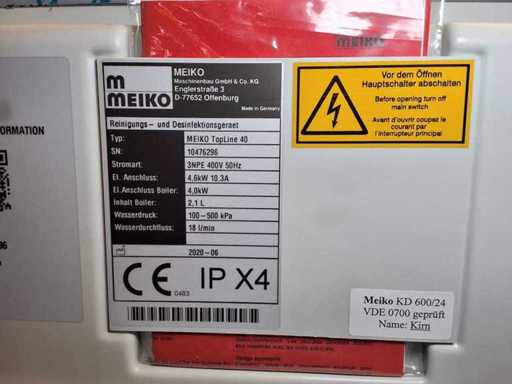 MEIKO
Maschinenbau GmbH & Co. KG
Englerstraße 3
D-77652 Offenburg
Made in Germany
m
MEIKO
Reinigungs- und Desinfektionsgeraet
Typ: MEIKO TopLine 40
SN: 10476296
Stromart: 3NPE 400V 50Hz
El. Anschluss: 4,6kW 10,3A
El.Anschluss Boiler: 4,0kW
Inhalt Boiler: 2,1 L
Wasserdruck: 100-500 kPa
Wasserdurchfluss: 18 l/min
2020-06
CE 0483 IP X4
Vor dem Öffnen
Hauptschalter abschalten
Before opening turn off
main switch
Avant d'ouvrir coupez le
courant par
l'interrupteur principal
Meiko KD 600/24
VDE 0700 geprüft
Name: Kirn
ORMATION
96